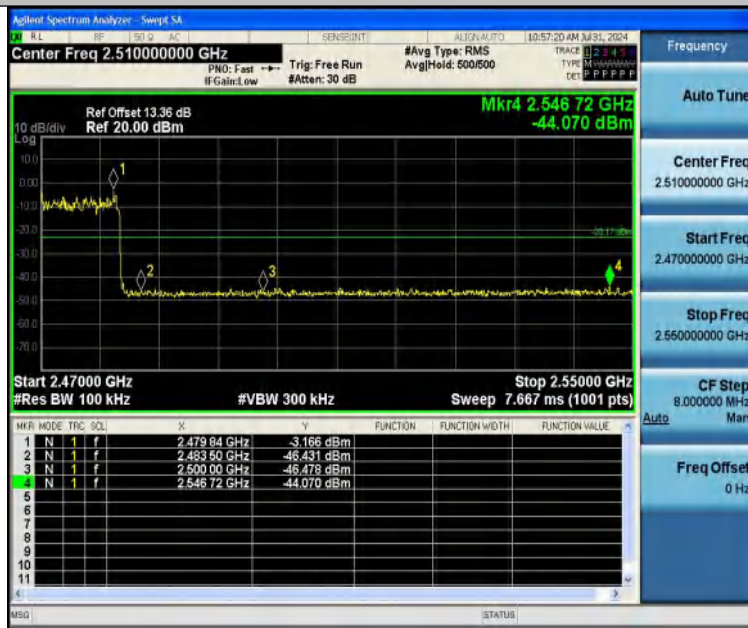 Agilent Spectrum Analyzer - Swept SA
RL RF 50 Ω AC SENSE:INT ALIGN AUTO 10:57:20 AM Jul 31, 2024
Center Freq 2.510000000 GHz
PNO: Fast
IFGain:Low
Trig: Free Run
#Atten: 30 dB
#Avg Type: RMS
Avg|Hold: 500/500
TRACE 1 2 3 4 5 6
TYPE M
DET P P P P P P
Frequency
Auto Tune
Center Freq
2.510000000 GHz
Start Freq
2.470000000 GHz
Stop Freq
2.550000000 GHz
CF Step
8.000000 MHz
Auto Man
Freq Offset
0 Hz
Ref Offset 13.36 dB
10 dB/div Ref 20.00 dBm
Log
Mkr4 2.546 72 GHz
-44.070 dBm
10.0
0.00
-10.0
-20.0
-30.0
-40.0
-50.0
-60.0
-70.0
1
2
3
4
Start 2.47000 GHz Stop 2.55000 GHz
#Res BW 100 kHz #VBW 300 kHz Sweep 7.667 ms (1001 pts)
MKR MODE TRC SCL X Y FUNCTION FUNCTION WIDTH FUNCTION VALUE
1 N 1 f 2.479 84 GHz -3.166 dBm
2 N 1 f 2.483 50 GHz -46.431 dBm
3 N 1 f 2.500 00 GHz -46.478 dBm
4 N 1 f 2.546 72 GHz -44.070 dBm
5
6
7
8
9
10
11
MSG STATUS